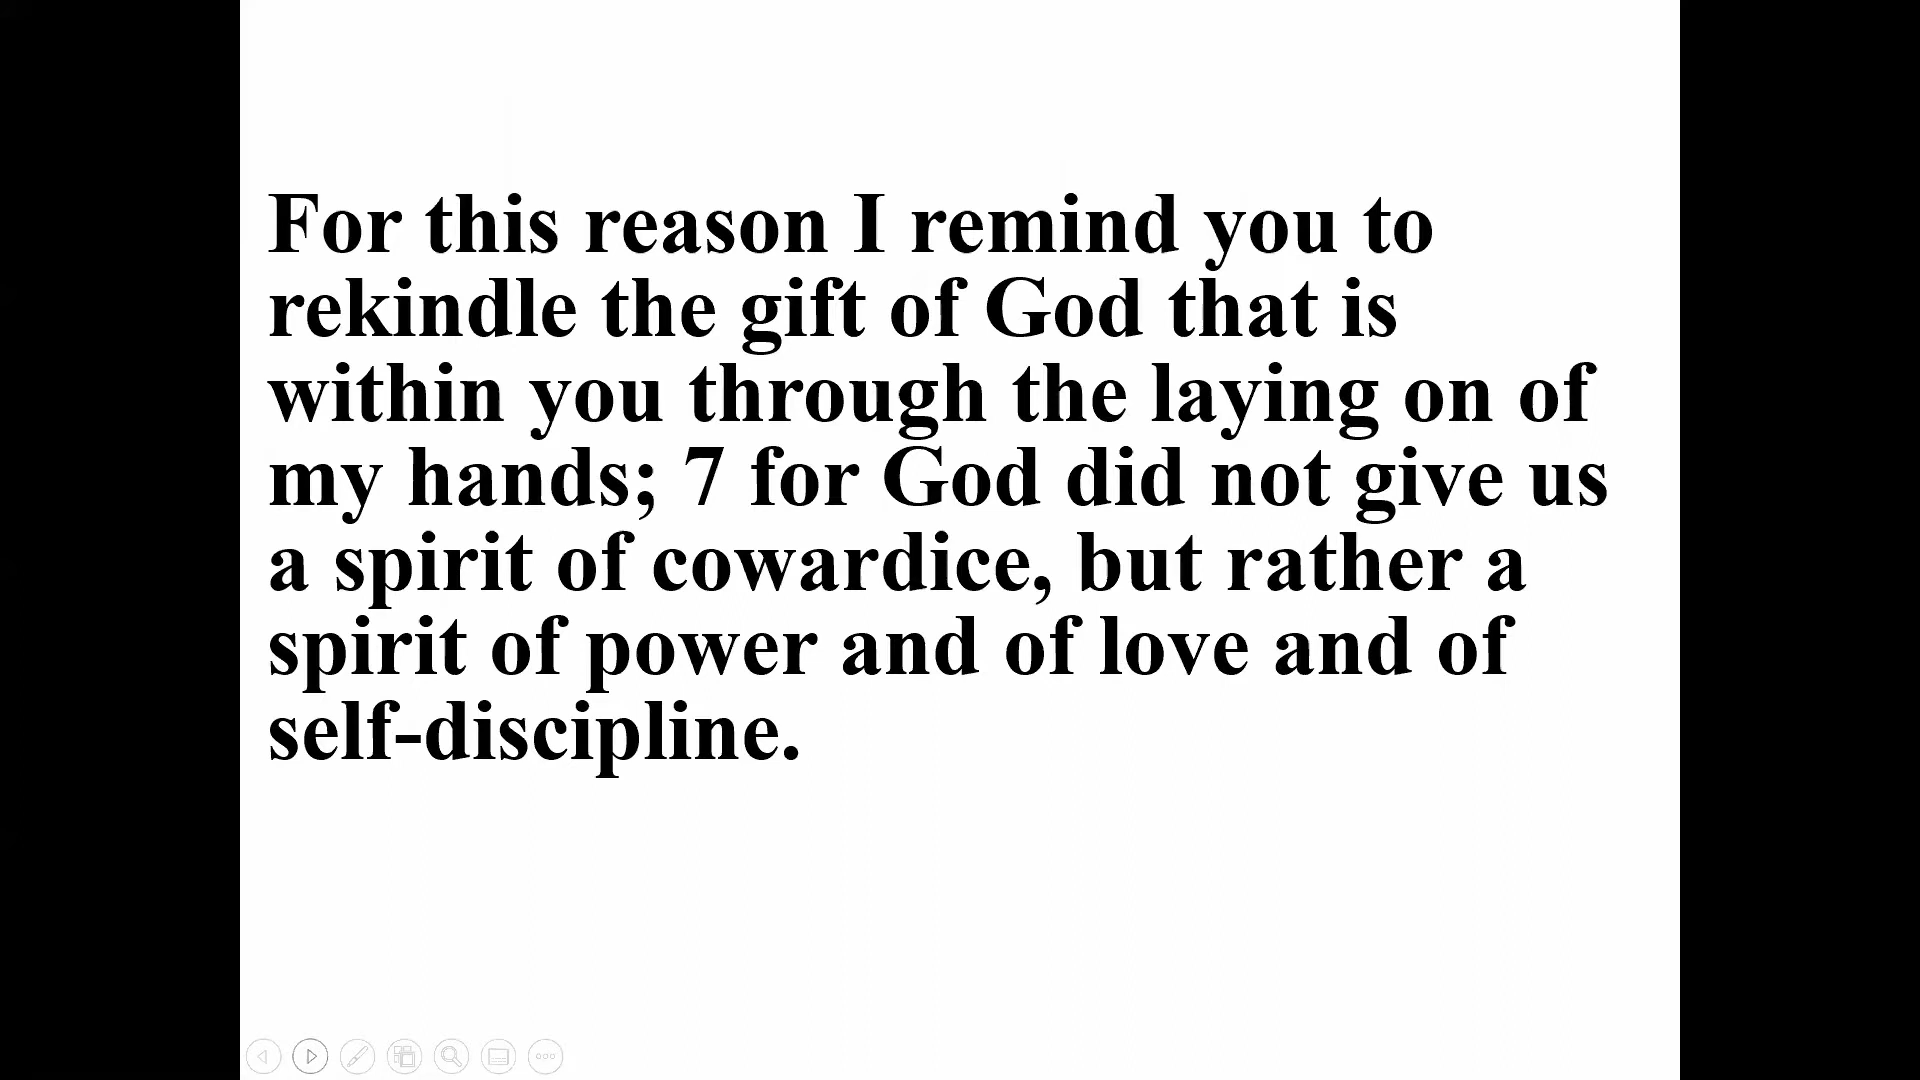 For this reason I remind you to
rekindle the gift of God that is
within you through the laying on of
my hands; 7 for God did not give us
a spirit of cowardice, but rather a
spirit of power and of love and of
self-discipline.